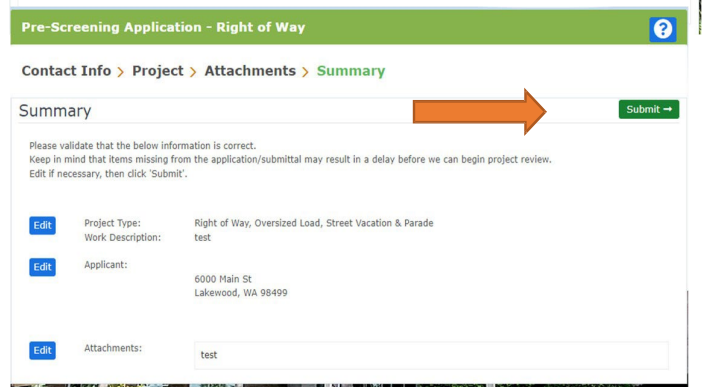 Pre-Screening Application - Right of Way
?
Contact Info > Project > Attachments > Summary
Summary
Submit →
Please validate that the below information is correct.
Keep in mind that items missing from the application/submittal may result in a delay before we can begin project review.
Edit if necessary, then click 'Submit'.
Edit Project Type: Right of Way, Oversized Load, Street Vacation & Parade
Work Description: test
Edit Applicant:
6000 Main St
Lakewood, WA 98499
Edit Attachments: test